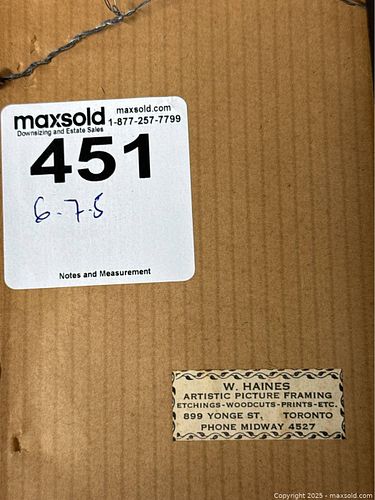 maxsold maxsold.com
Downsizing and Estate Sales 1-877-257-7799
451
6-7-5
Notes and Measurement
W. HAINES
ARTISTIC PICTURE FRAMING
ETCHINGS-WOODCUTS-PRINTS-ETC.
899 YONGE ST, TORONTO
PHONE MIDWAY 4527
Copyright 2025 - maxsold.com